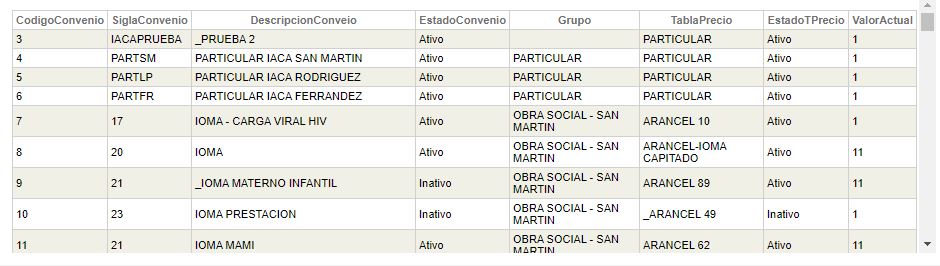 CodigoConvenio SiglaConvenio DescripcionConveio EstadoConvenio Grupo TablaPrecio EstadoTPrecio ValorActual
3 IACAPRUEBA _PRUEBA 2 Ativo PARTICULAR Ativo 1
4 PARTSM PARTICULAR IACA SAN MARTIN Ativo PARTICULAR PARTICULAR Ativo 1
5 PARTLP PARTICULAR IACA RODRIGUEZ Ativo PARTICULAR PARTICULAR Ativo 1
6 PARTFR PARTICULAR IACA FERRANDEZ Ativo PARTICULAR PARTICULAR Ativo 1
7 17 IOMA - CARGA VIRAL HIV Ativo OBRA SOCIAL - SAN MARTIN ARANCEL 10 Ativo 1
8 20 IOMA Ativo OBRA SOCIAL - SAN MARTIN ARANCEL-IOMA CAPITADO Ativo 11
9 21 _IOMA MATERNO INFANTIL Inativo OBRA SOCIAL - SAN MARTIN ARANCEL 89 Ativo 11
10 23 IOMA PRESTACION Inativo OBRA SOCIAL - SAN MARTIN _ARANCEL 49 Inativo 1
11 21 IOMA MAMI Ativo OBRA SOCIAL - SAN MARTIN ARANCEL 62 Ativo 11